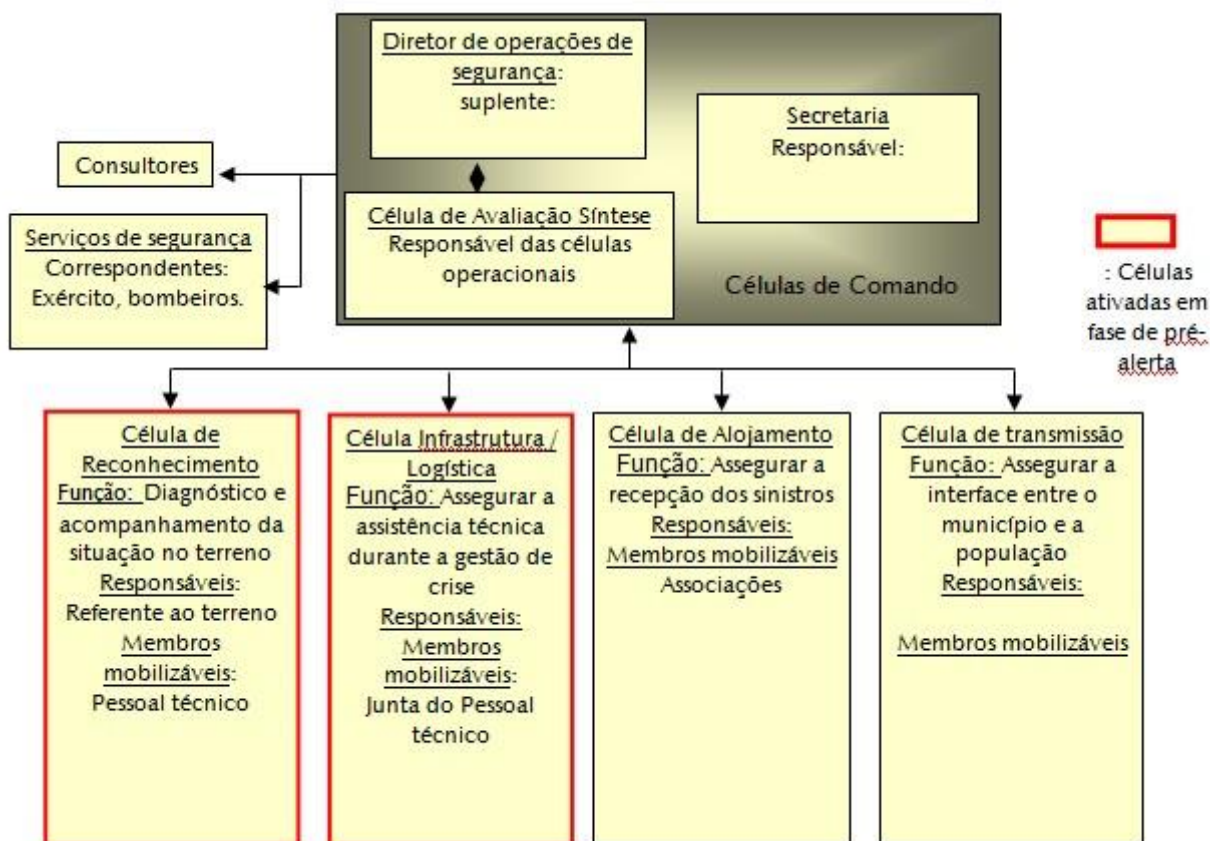 Diretor de operações de
segurança:
suplente:
Secretaria
Responsável:
Consultores
Célula de Avaliação Síntese
Responsável das células
operacionais
Serviços de segurança
Correspondentes:
Exército, bombeiros.
Células de Comando
: Células
ativadas em
fase de pré-
alerta
Célula de
Reconhecimento
Função: Diagnóstico e
acompanhamento da
situação no terreno
Responsáveis:
Referente ao terreno
Membros
mobilizáveis:
Pessoal técnico
Célula Infrastrutura /
Logística
Função: Assegurar a
assistência técnica
durante a gestão de
crise
Responsáveis:
Membros
mobilizáveis:
Junta do Pessoal
técnico
Célula de Alojamento
Função: Assegurar a
recepção dos sinistros
Responsáveis:
Membros mobilizáveis
Associações
Célula de transmissão
Função: Assegurar a
interface entre o
município e a
população
Responsáveis:
Membros mobilizáveis